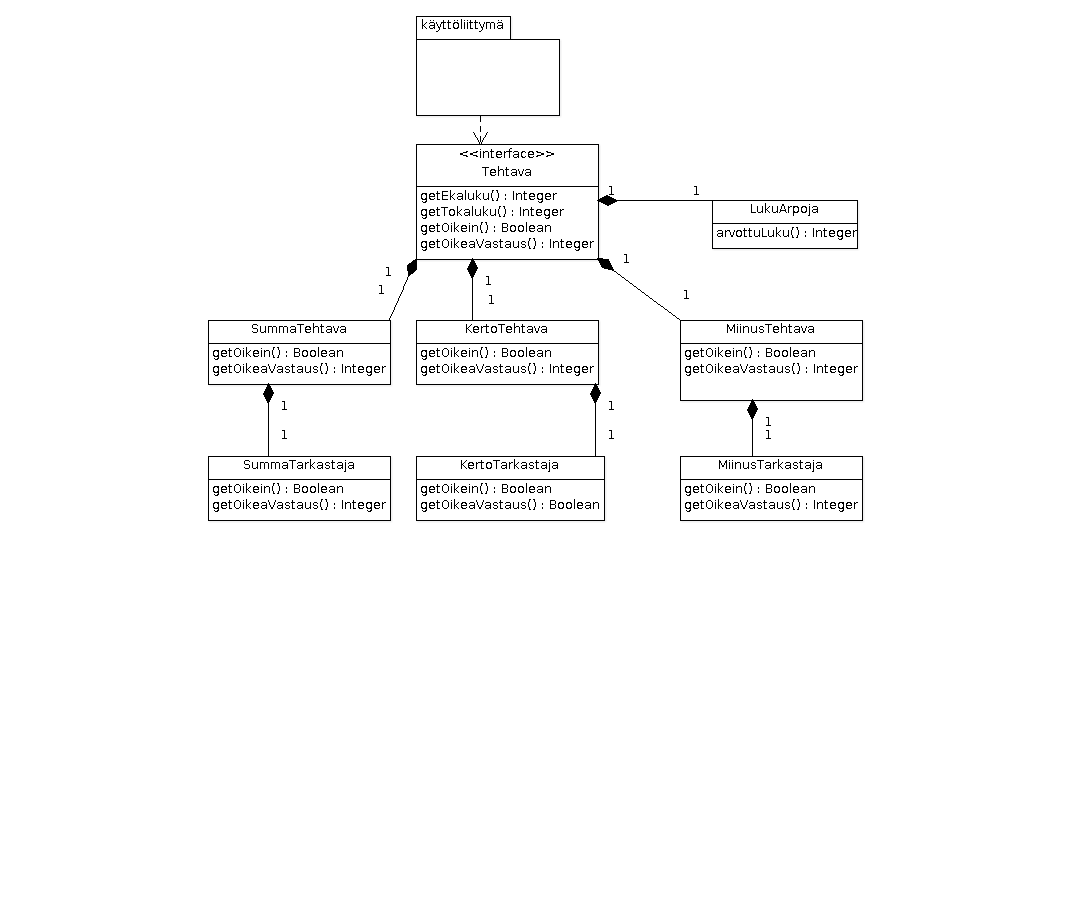 käyttöliittymä
<<interface>>
Tehtava
getEkaluku() : Integer
getTokaluku() : Integer
getOikein() : Boolean
getOikeaVastaus() : Integer
1
1
LukuArpoja
arvottuLuku() : Integer
1
1
1
1
1
1
SummaTehtava
getOikein() : Boolean
getOikeaVastaus() : Integer
KertoTehtava
getOikein() : Boolean
getOikeaVastaus() : Integer
MiinusTehtava
getOikein() : Boolean
getOikeaVastaus() : Integer
1
1
1
1
1
1
SummaTarkastaja
getOikein() : Boolean
getOikeaVastaus() : Integer
KertoTarkastaja
getOikein() : Boolean
getOikeaVastaus() : Boolean
MiinusTarkastaja
getOikein() : Boolean
getOikeaVastaus() : Integer